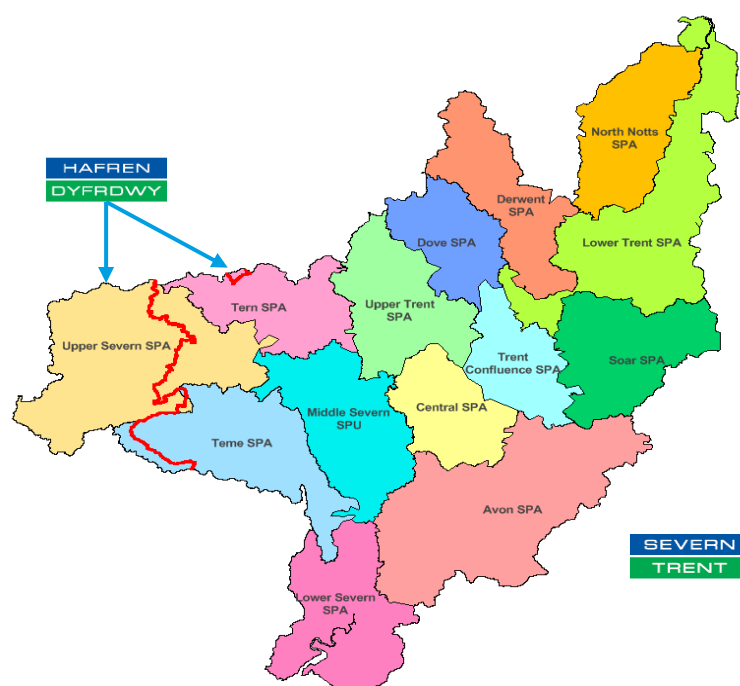 North Notts
SPA
HAFREN
DYFRDWY
Derwent
SPA
Dove SPA
Lower Trent SPA
Tern SPA
Upper Trent
SPA
Upper Severn SPA
Trent
Confluence SPA
Soar SPA
Middle Severn
SPU
Central SPA
Teme SPA
Avon SPA
SEVERN
TRENT
Lower Severn
SPA